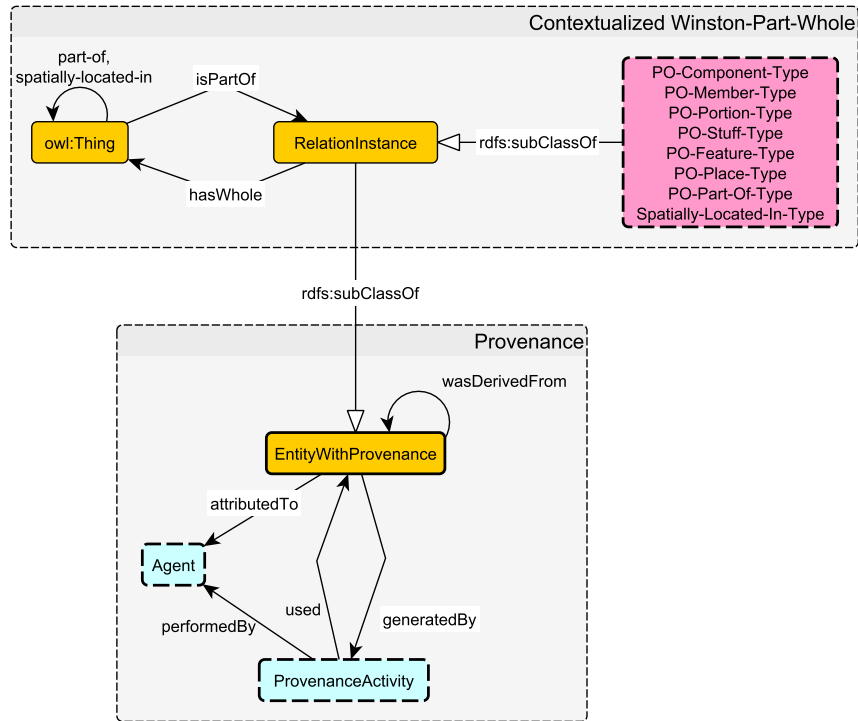 Contextualized Winston-Part-Whole
part-of,
spatially-located-in
isPartOf
owl:Thing
RelationInstance
rdfs:subClassOf
hasWhole
PO-Component-Type
PO-Member-Type
PO-Portion-Type
PO-Stuff-Type
PO-Feature-Type
PO-Place-Type
PO-Part-Of-Type
Spatially-Located-In-Type
rdfs:subClassOf
Provenance
wasDerivedFrom
EntityWithProvenance
attributedTo
Agent
used
generatedBy
performedBy
ProvenanceActivity